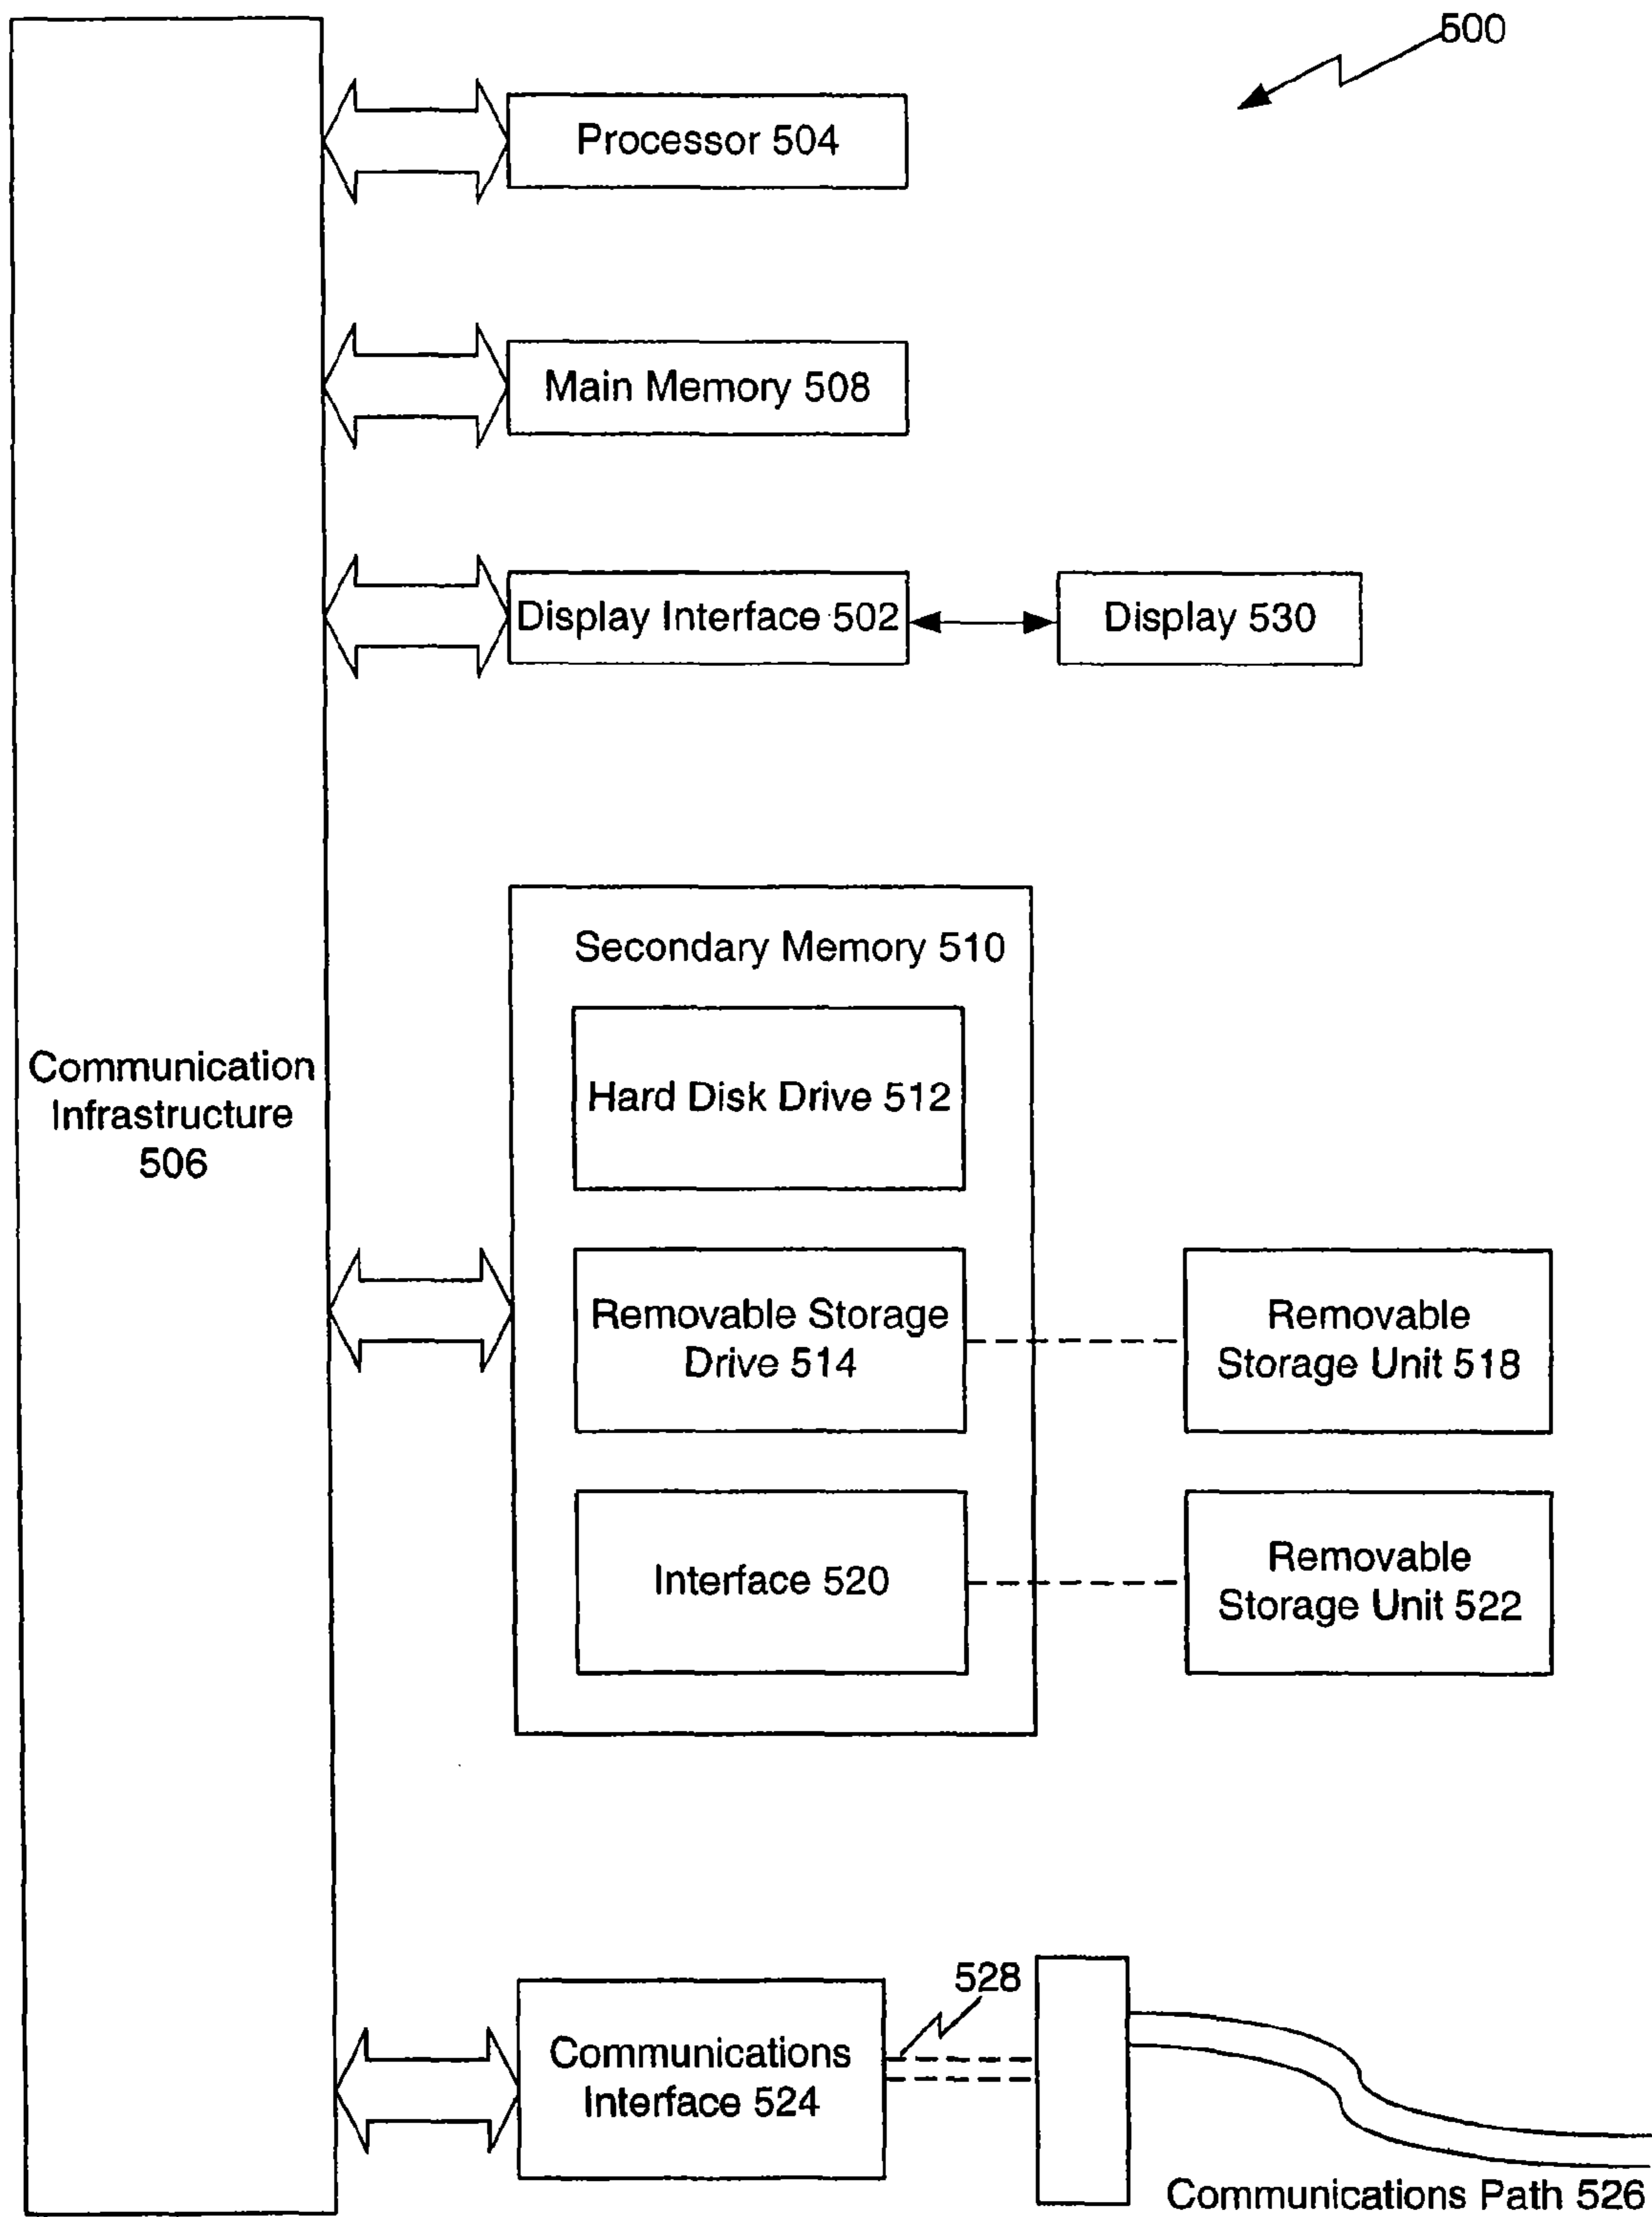 500
Processor 504
Main Memory 508
Display Interface 502
Display 530
Secondary Memory 510
Hard Disk Drive 512
Communication
Infrastructure
506
Removable Storage
Drive 514
Removable
Storage Unit 518
Interface 520
Removable
Storage Unit 522
528
Communications
Interface 524
Communications Path 526